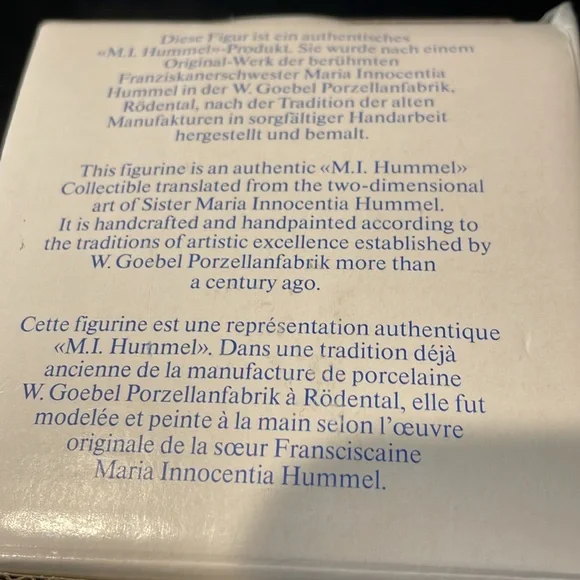 Diese Figur ist ein authentisches
«M.I. Hummel»-Produkt. Sie wurde nach einem
Original-Werk der berühmten
Franziskanerschwester Maria Innocentia
Hummel in der W. Goebel Porzellanfabrik,
Rödental, nach der Tradition der alten
Manufakturen in sorgfältiger Handarbeit
hergestellt und bemalt.
This figurine is an authentic «M.I. Hummel»
Collectible translated from the two-dimensional
art of Sister Maria Innocentia Hummel.
It is handcrafted and handpainted according to
the traditions of artistic excellence established by
W. Goebel Porzellanfabrik more than
a century ago.
Cette figurine est une représentation authentique
«M.I. Hummel». Dans une tradition déjà
ancienne de la manufacture de porcelaine
W. Goebel Porzellanfabrik à Rödental, elle fut
modelée et peinte à la main selon l'œuvre
originale de la sœur Fransciscaine
Maria Innocentia Hummel.